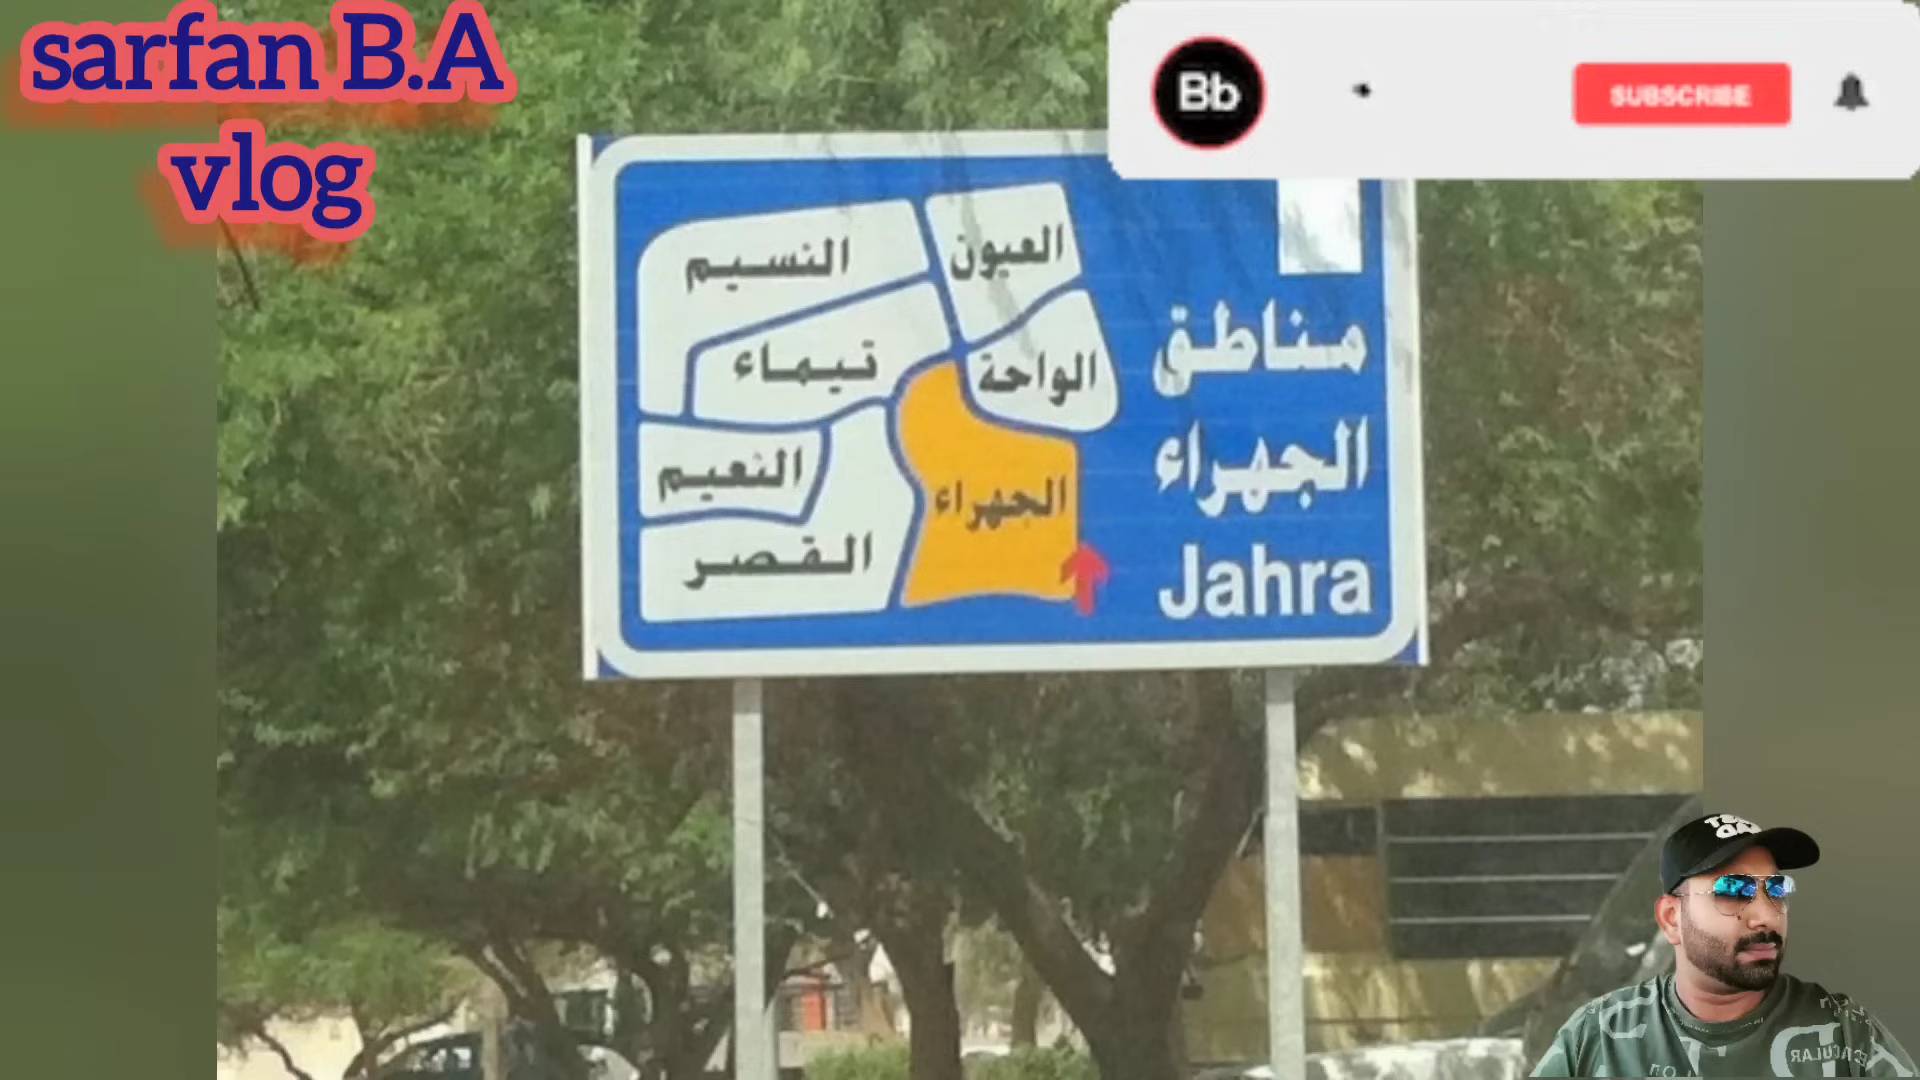 sarfan B.A
vlog
Bb
SUBSCRIBE
العيون
النسيم
الواحة
تيماء
النعيم
الجهراء
القصر
مناطق
الجهراء
Jahra